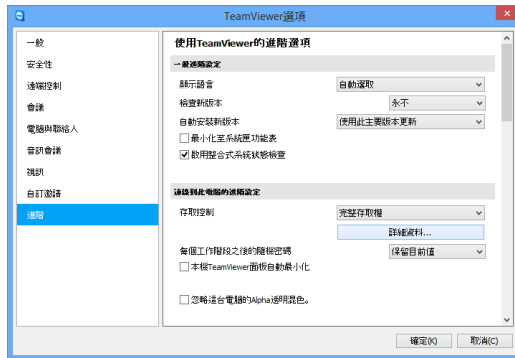 TeamViewer選項
一般
安全性
遠端控制
會議
電腦與聯絡人
音訊會議
視訊
自訂邀請
進階
使用TeamViewer的進階選項
一般進階設定
顯示語言 自動選取
檢查新版本 永不
自動安裝新版本 使用此主要版本更新
最小化至系統匣功能表
啟用整合式系統狀態檢查
連線到此電腦的進階設定
存取控制 完整存取權
詳細資料...
每個工作階段之後的隨機密碼 保留目前值
本機TeamViewer面板自動最小化
忽略這台電腦的Alpha透明混色。
確定(K) 取消(C)